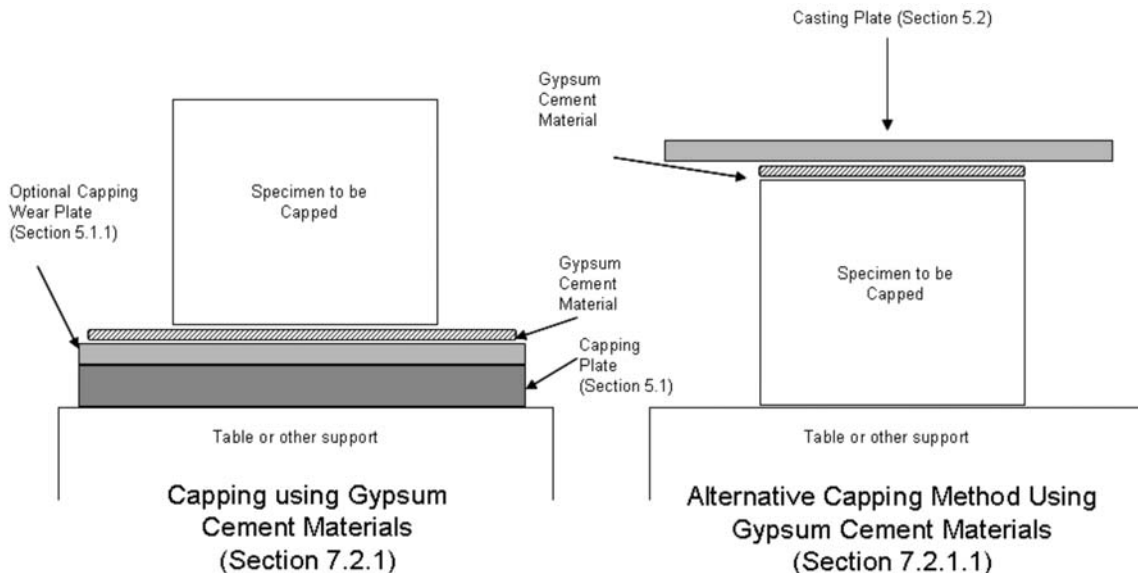 Optional Capping
Wear Plate
(Section 5.1.1)
Specimen to be
Capped
Gypsum
Cement
Material
Capping
Plate
(Section 5.1)
Table or other support
Capping using Gypsum
Cement Materials
(Section 7.2.1)
Casting Plate (Section 5.2)
Gypsum
Cement
Material
Specimen to be
Capped
Table or other support
Alternative Capping Method Using
Gypsum Cement Materials
(Section 7.2.1.1)